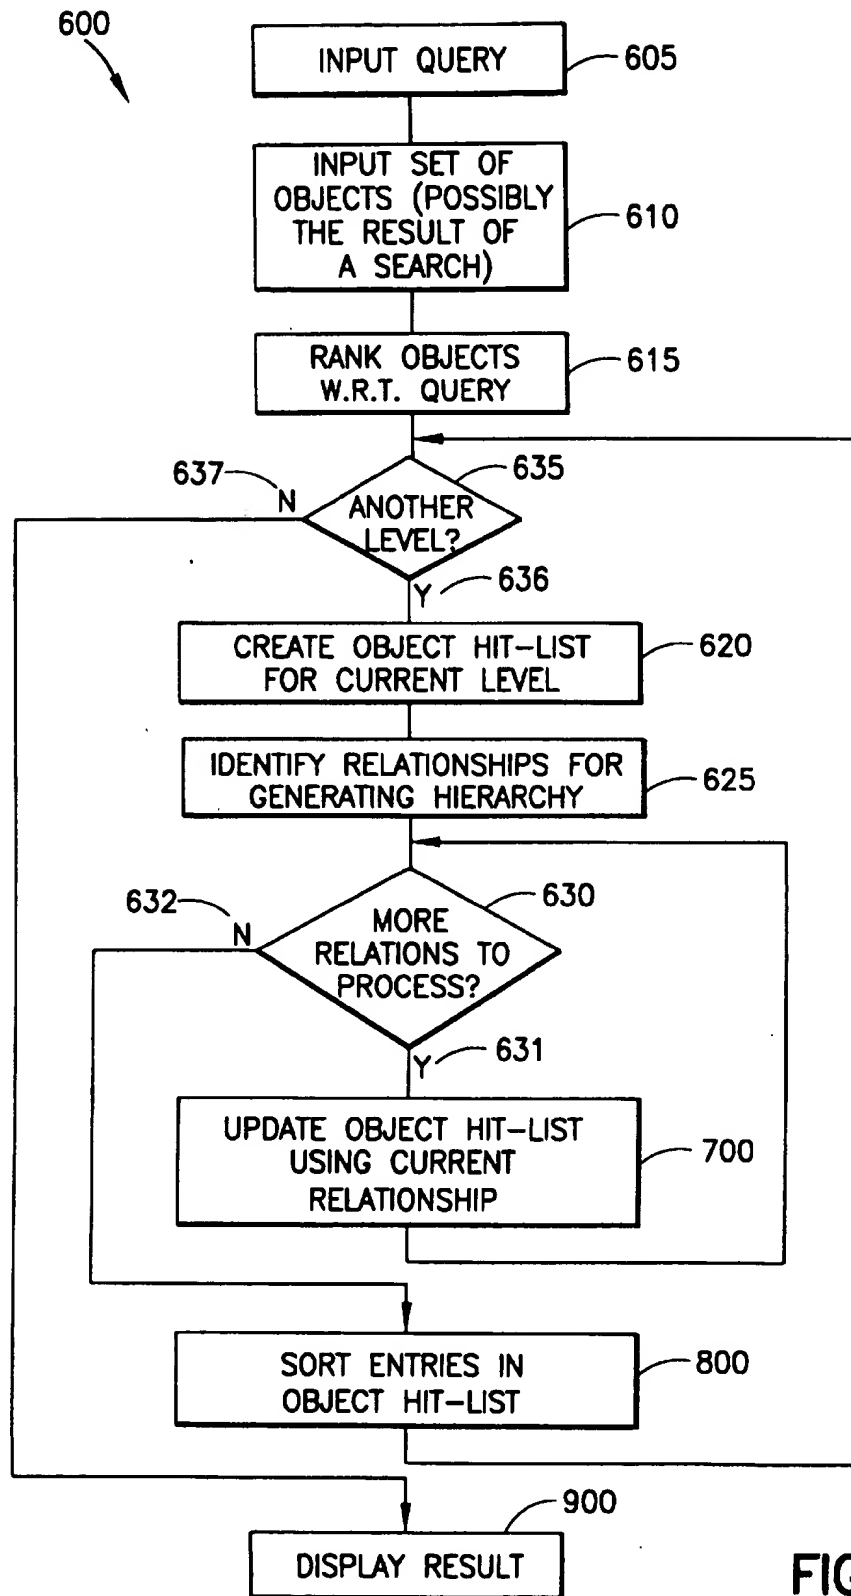 600
INPUT QUERY
605
INPUT SET OF
OBJECTS (POSSIBLY
THE RESULT OF
A SEARCH)
610
RANK OBJECTS
W.R.T. QUERY
615
637
N
635
ANOTHER
LEVEL?
Y
636
CREATE OBJECT HIT-LIST
FOR CURRENT LEVEL
620
IDENTIFY RELATIONSHIPS FOR
GENERATING HIERARCHY
625
632
N
630
MORE
RELATIONS TO
PROCESS?
Y
631
UPDATE OBJECT HIT-LIST
USING CURRENT
RELATIONSHIP
700
SORT ENTRIES IN
OBJECT HIT-LIST
800
900
DISPLAY RESULT
FIG